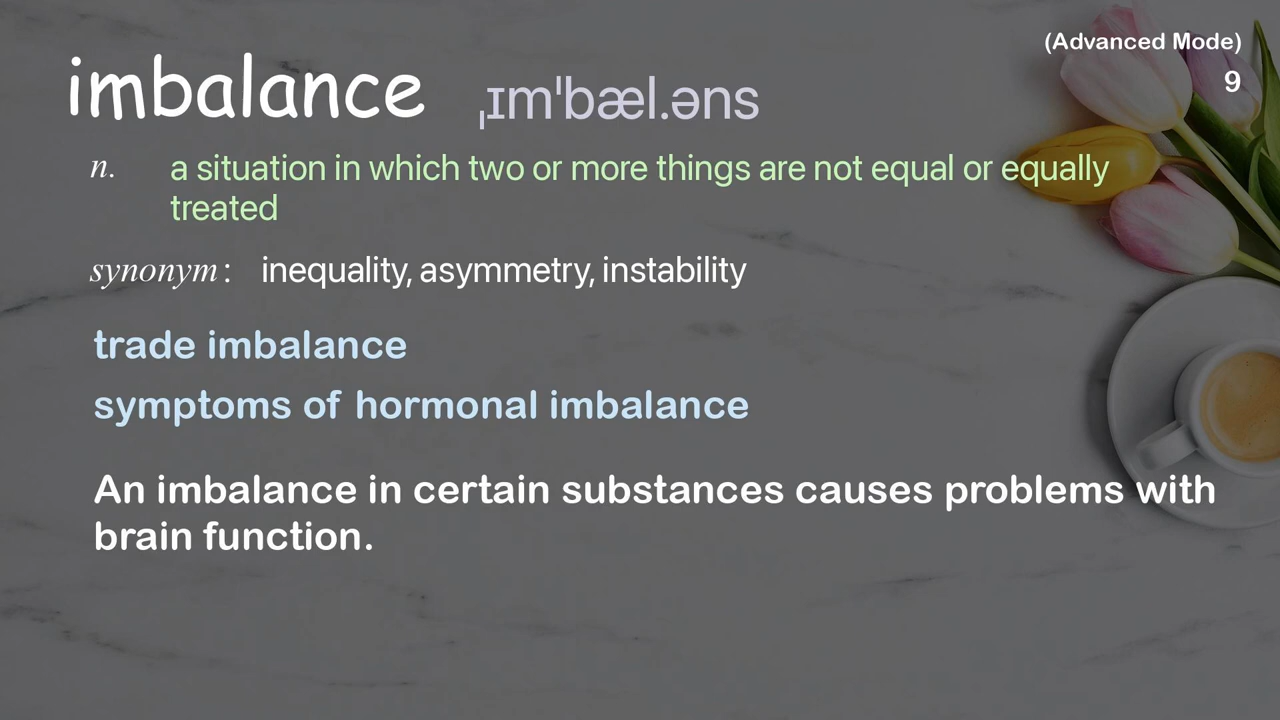 (Advanced Mode)
9
imbalance ˌɪmˈbæl.əns
n. a situation in which two or more things are not equal or equally
treated
synonym: inequality, asymmetry, instability
trade imbalance
symptoms of hormonal imbalance
An imbalance in certain substances causes problems with
brain function.